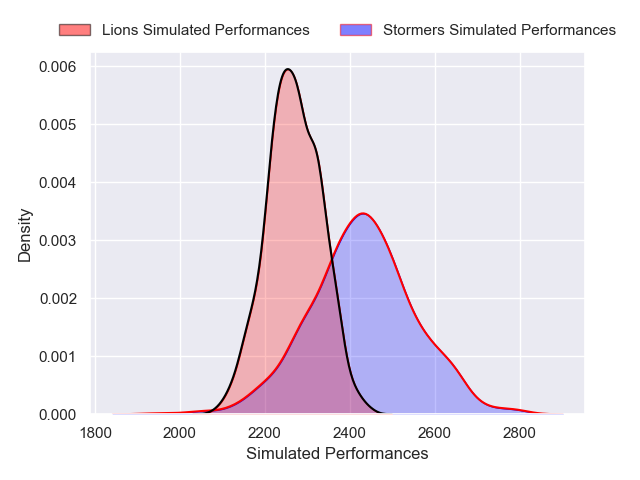 Lions Simulated Performances Stormers Simulated Performances
0.006
0.005
0.004
0.003
0.002
0.001
0.000
Density
1800 2000 2200 2400 2600 2800
Simulated Performances